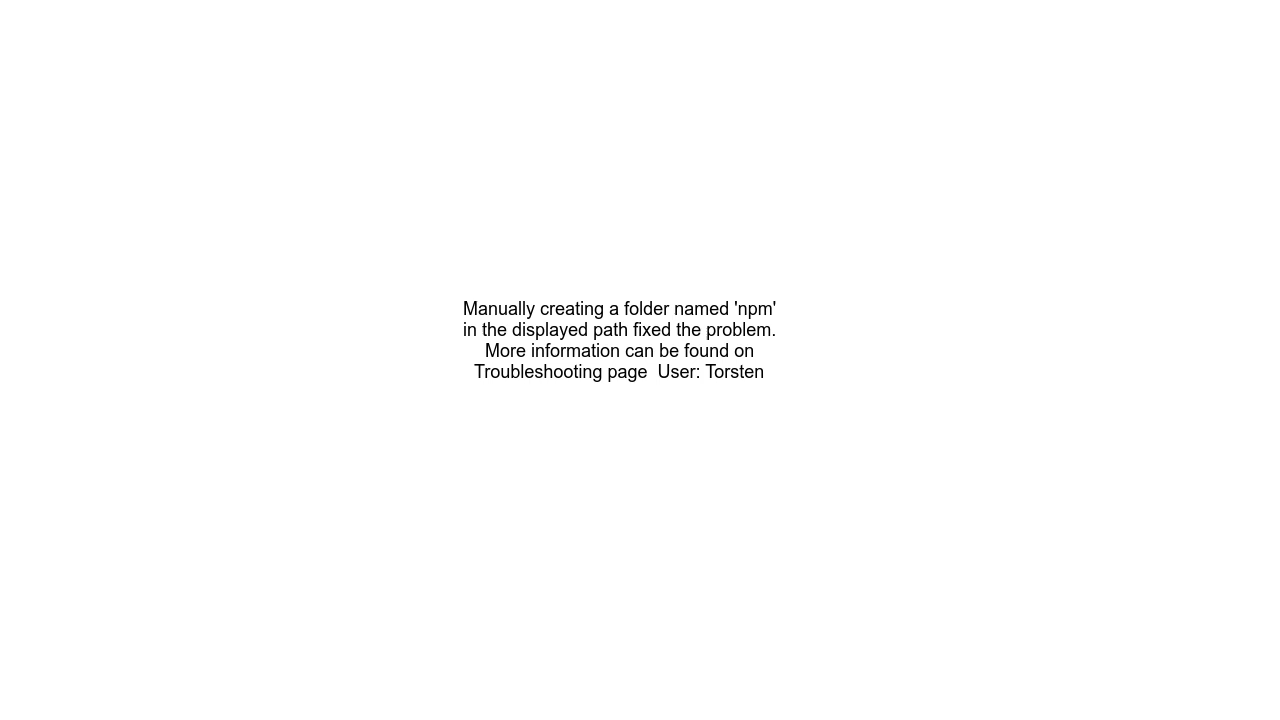 Manually creating a folder named 'npm'
in the displayed path fixed the problem.
More information can be found on
Troubleshooting page  User: Torsten